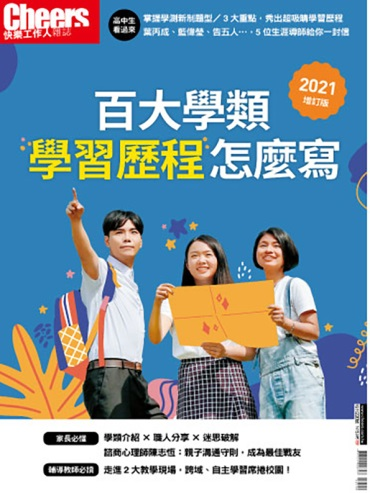 Cheers
快樂工作人雜誌
高中生
看過來
掌握學測新制題型／3大重點，秀出超吸睛學習歷程
葉丙成、藍偉瑩、告五人…，5位生涯導師給你一封信
2021
增訂版
百大學類
學習歷程怎麼寫
家長必懂
學類介紹 × 職人分享 × 迷思破解
諮商心理師陳志恆：親子溝通守則，成為最佳戰友
輔導教師必讀
走進2大教學現場，跨域、自主學習席捲校園！